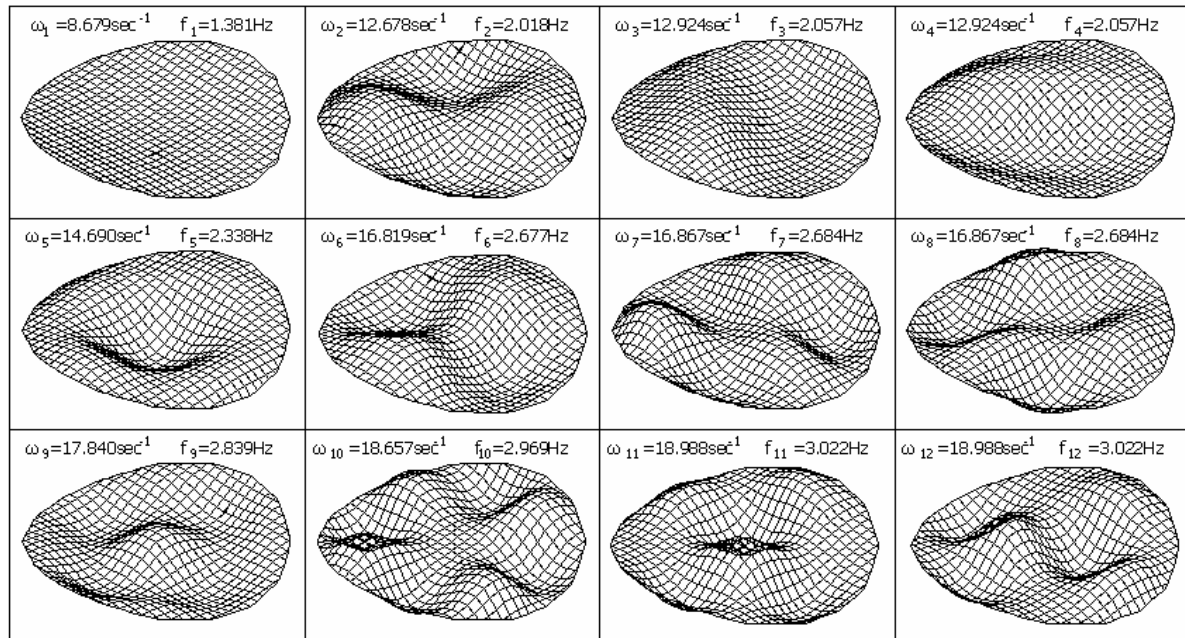 ω1=8.679sec-1 f1=1.381Hz
ω2=12.678sec-1 f2=2.018Hz
ω3=12.924sec-1 f3=2.057Hz
ω4=12.924sec-1 f4=2.057Hz
ω5=14.690sec-1 f5=2.338Hz
ω6=16.819sec-1 f6=2.677Hz
ω7=16.867sec-1 f7=2.684Hz
ω8=16.867sec-1 f8=2.684Hz
ω9=17.840sec-1 f9=2.839Hz
ω10=18.657sec-1 f10=2.969Hz
ω11=18.988sec-1 f11=3.022Hz
ω12=18.988sec-1 f12=3.022Hz